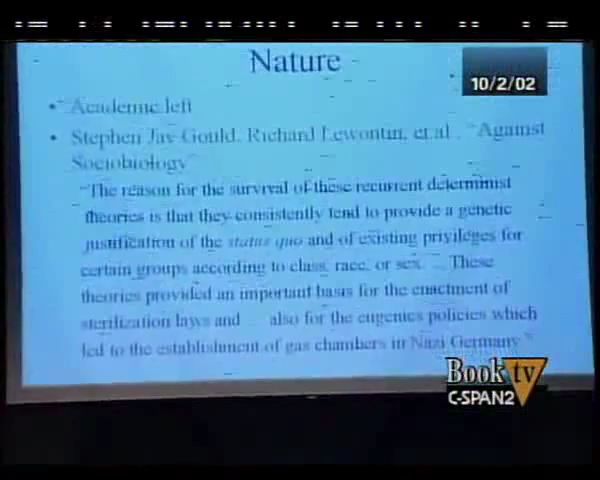 Nature
10/2/02
• Academic left
• Stephen Jay Gould, Richard Lewontin, et al., "Against
Sociobiology"
"The reason for the survival of these recurrent determinist
theories is that they consistently tend to provide a genetic
justification of the status quo and of existing privileges for
certain groups according to class, race, or sex. ... These
theories provided an important basis for the enactment of
sterilization laws and ... also for the eugenics policies which
led to the establishment of gas chambers in Nazi Germany."
Book tv
C-SPAN2